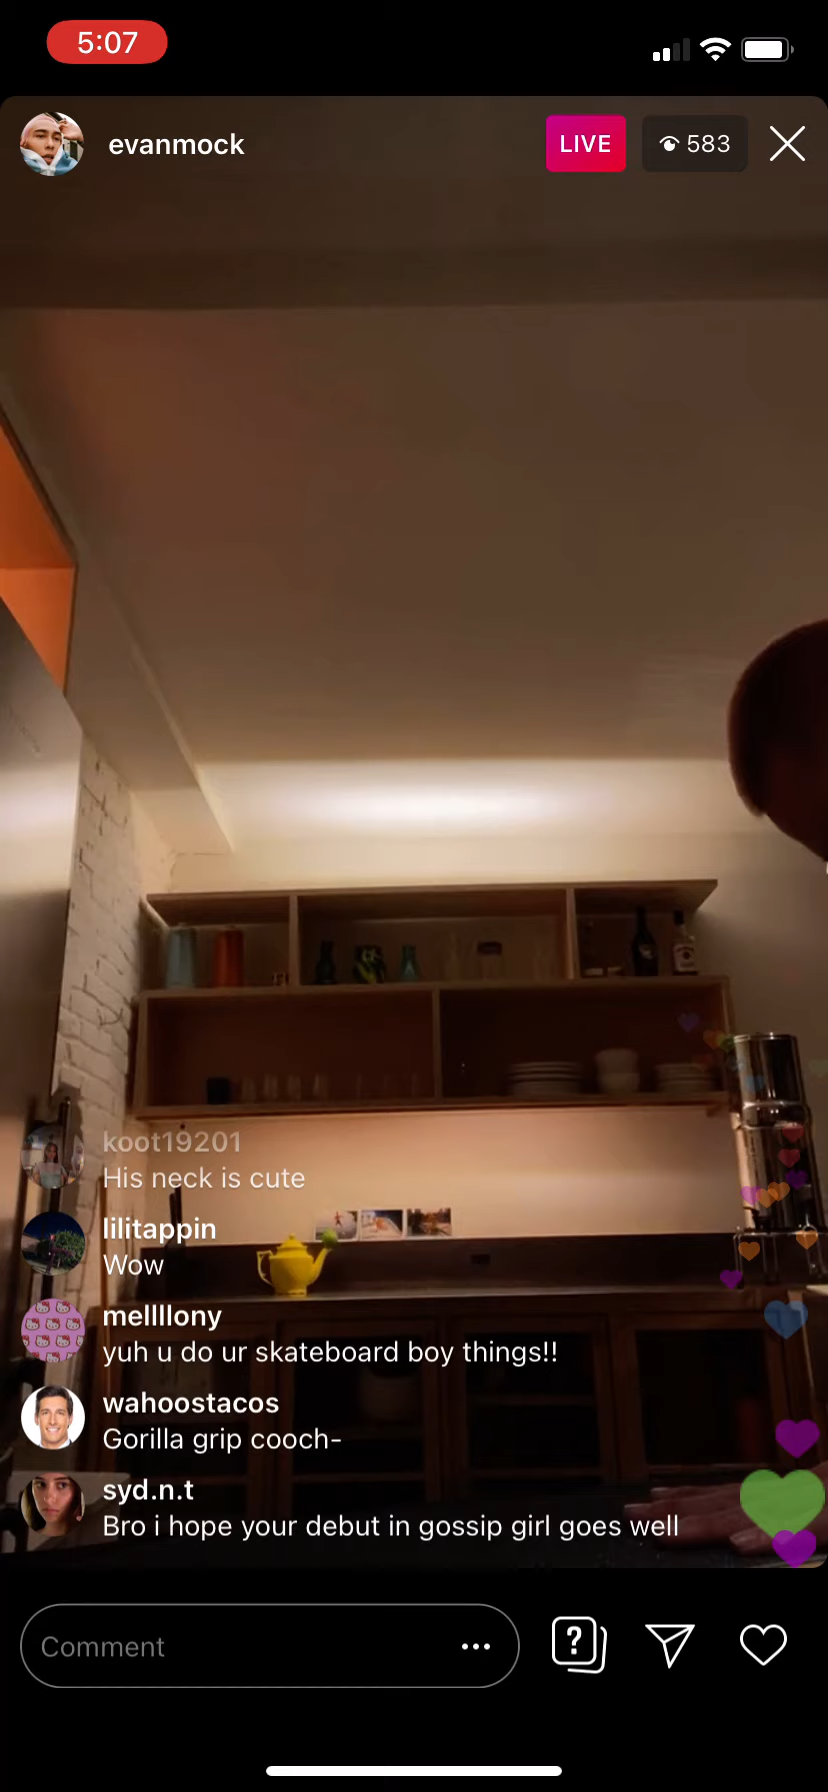 5:07
evanmock
LIVE
583
koot19201
His neck is cute
lilitappin
Wow
mellllony
yuh u do ur skateboard boy things!!
wahoostacos
Gorilla grip cooch-
syd.n.t
Bro i hope your debut in gossip girl goes well
Comment